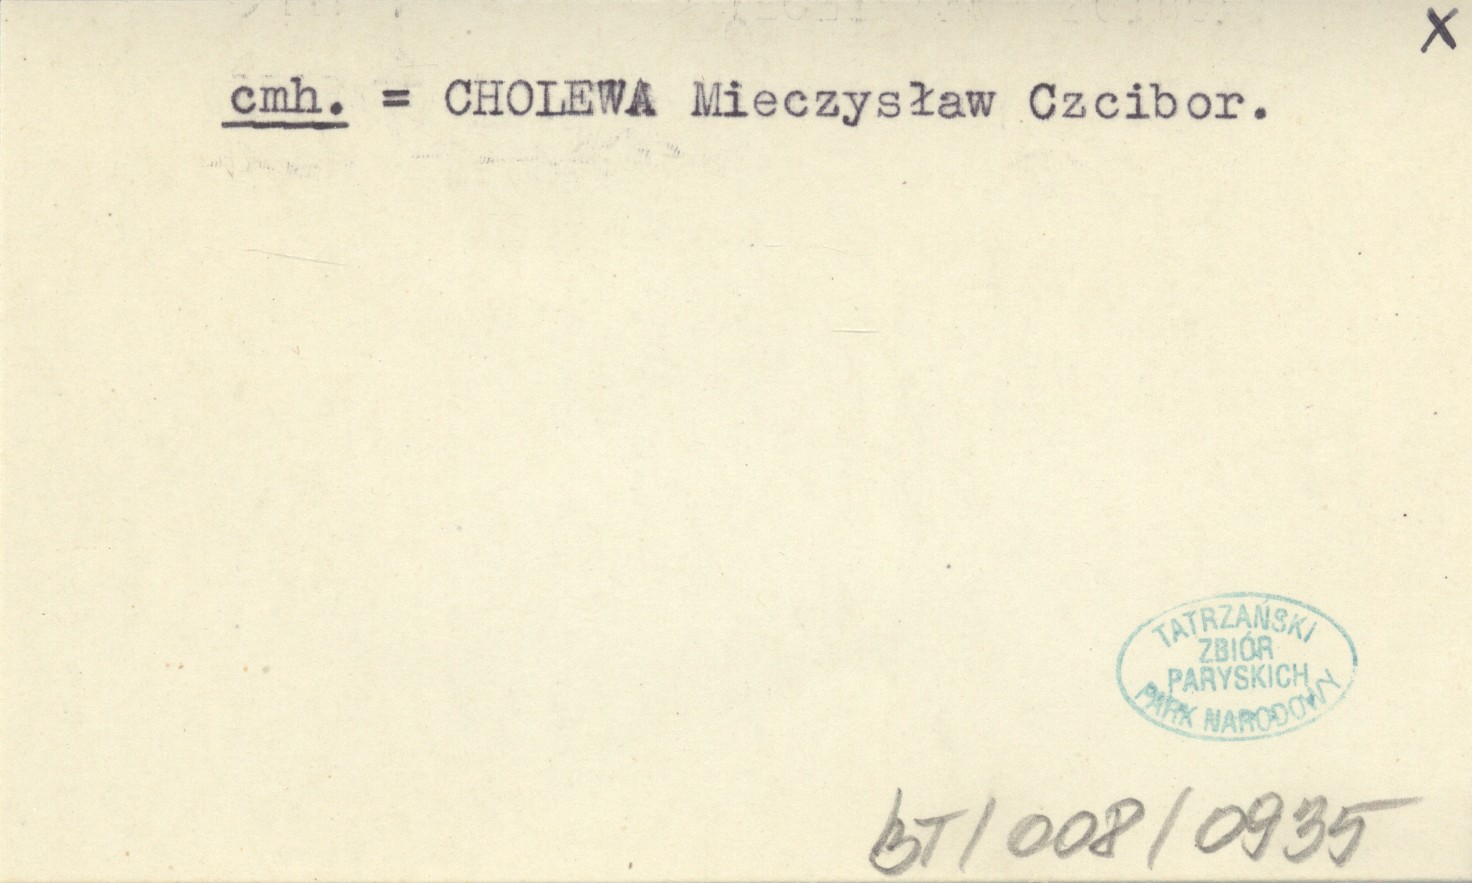 X
cmh. = CHOLEWA Mieczysław Czcibor.
TATRZAŃSKI
ZBIÓR
PARYSKICH
PARK NARODOWY
BT/008/0935